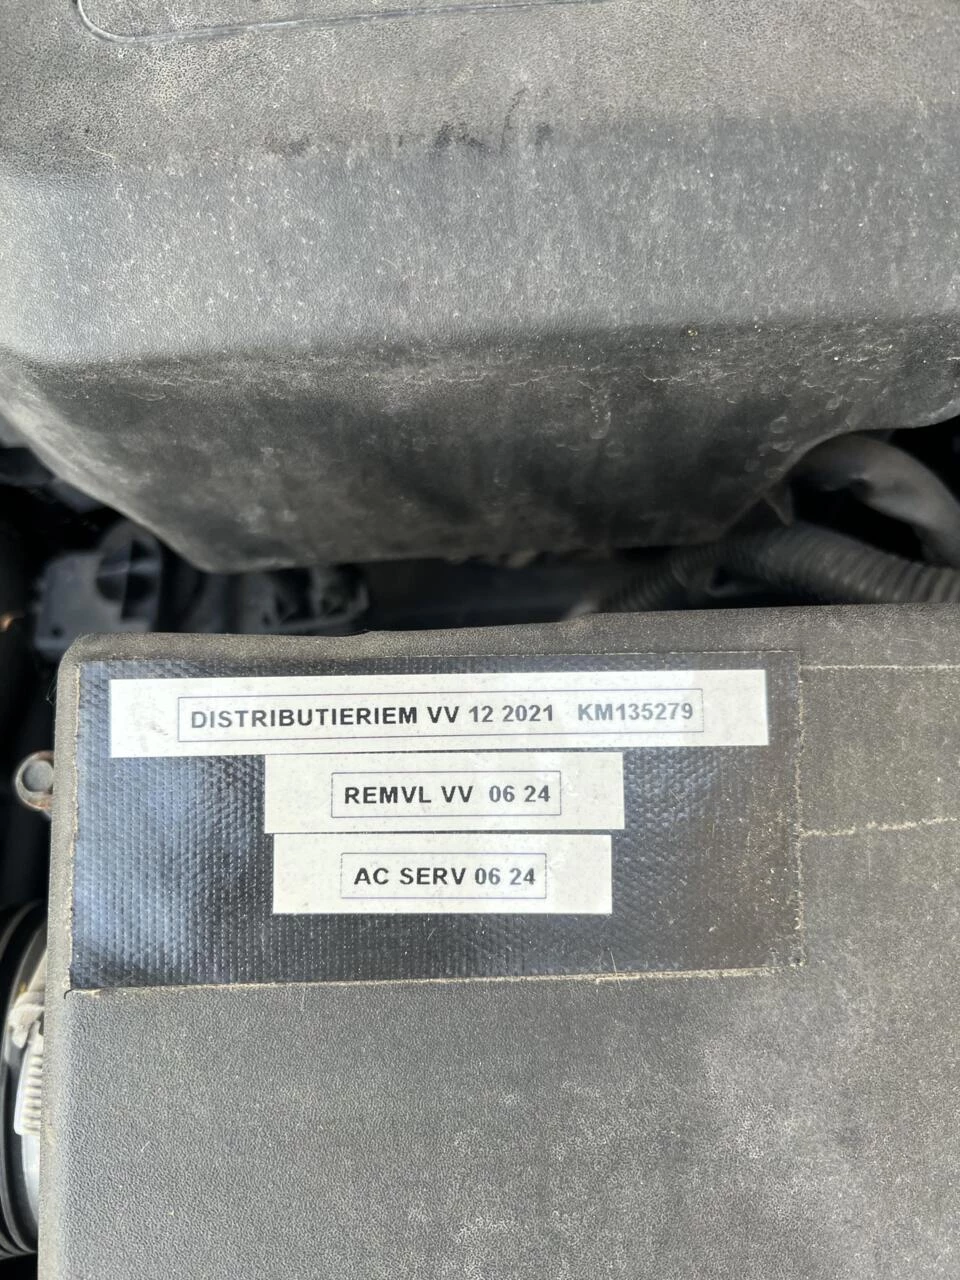 DISTRIBUTIERIEM VV 12 2021 KM135279
REMVL VV 06 24
AC SERV 06 24